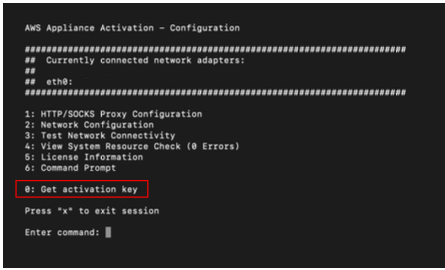 AWS Appliance Activation - Configuration
##################################################################
##  Currently connected network adapters:
##
##  eth0:
##################################################################
1: HTTP/SOCKS Proxy Configuration
2: Network Configuration
3: Test Network Connectivity
4: View System Resource Check (0 Errors)
5: License Information
6: Command Prompt
0: Get activation key
Press "x" to exit session
Enter command: